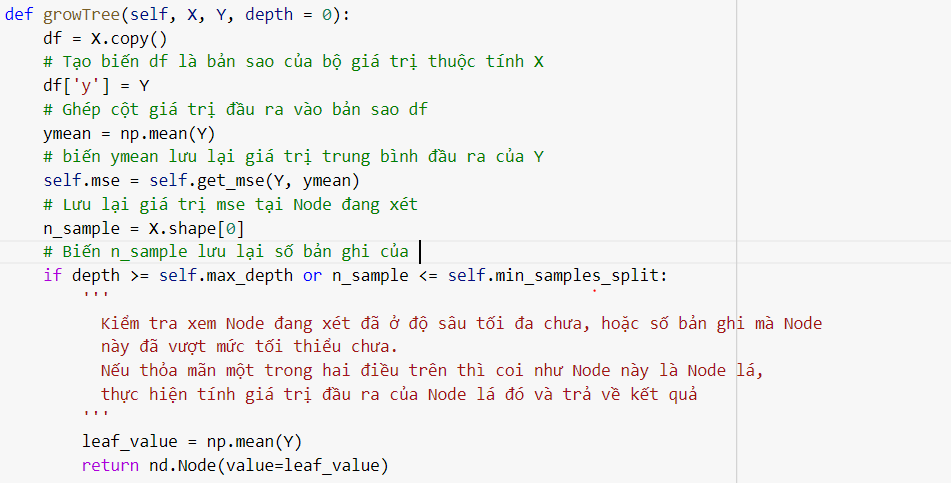 def growTree(self, X, Y, depth = 0):
    df = X.copy()
    # Tạo biến df là bản sao của bộ giá trị thuộc tính X
    df['y'] = Y
    # Ghép cột giá trị đầu ra vào bản sao df
    ymean = np.mean(Y)
    # biến ymean lưu lại giá trị trung bình đầu ra của Y
    self.mse = self.get_mse(Y, ymean)
    # Lưu lại giá trị mse tại Node đang xét
    n_sample = X.shape[0]
    # Biến n_sample lưu lại số bản ghi của
    if depth >= self.max_depth or n_sample <= self.min_samples_split:
        '''
          Kiểm tra xem Node đang xét đã ở độ sâu tối đa chưa, hoặc số bản ghi mà Node
          này đã vượt mức tối thiểu chưa.
          Nếu thỏa mãn một trong hai điều trên thì coi như Node này là Node lá,
          thực hiện tính giá trị đầu ra của Node lá đó và trả về kết quả
        '''
        leaf_value = np.mean(Y)
        return nd.Node(value=leaf_value)